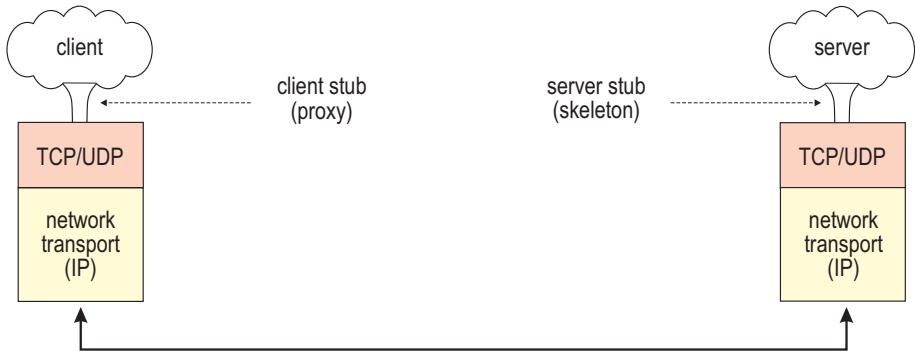 client
server
client stub
(proxy)
server stub
(skeleton)
TCP/UDP
TCP/UDP
network
transport
(IP)
network
transport
(IP)